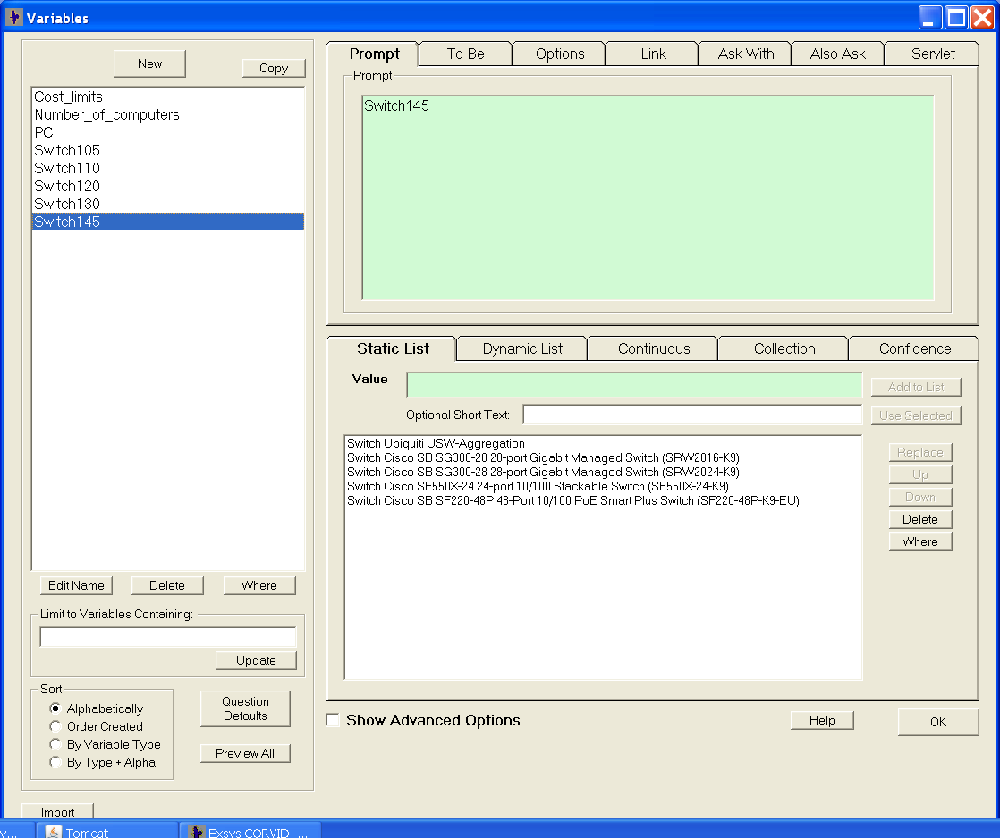 Variables
New
Copy
Cost_limits
Number_of_computers
PC
Switch105
Switch110
Switch120
Switch130
Switch145
Edit Name Delete Where
Limit to Variables Containing:
Update
Sort
Alphabetically
Order Created
By Variable Type
By Type + Alpha
Question
Defaults
Preview All
Import
Prompt To Be Options Link Ask With Also Ask Servlet
Prompt
Switch145
Static List Dynamic List Continuous Collection Confidence
Value
Add to List
Optional Short Text:
Use Selected
Switch Ubiquiti USW-Aggregation
Switch Cisco SB SG300-20 20-port Gigabit Managed Switch (SRW2016-K9)
Switch Cisco SB SG300-28 28-port Gigabit Managed Switch (SRW2024-K9)
Switch Cisco SF550X-24 24-port 10/100 Stackable Switch (SF550X-24-K9)
Switch Cisco SB SF220-48P 48-Port 10/100 PoE Smart Plus Switch (SF220-48P-K9-EU)
Replace
Up
Down
Delete
Where
Show Advanced Options
Help
OK
Tomcat
Exsys CORVID: ...